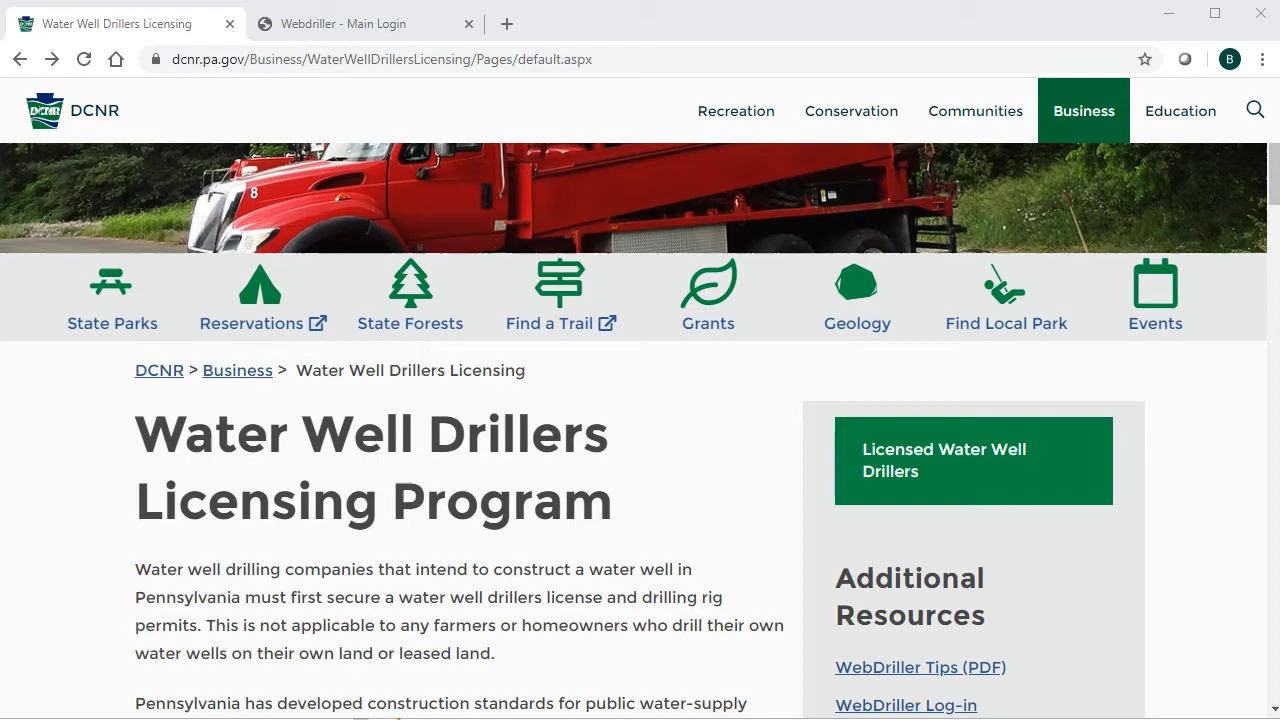 Water Well Drillers Licensing
Webdriller - Main Login
dcnr.pa.gov/Business/WaterWellDrillersLicensing/Pages/default.aspx
B
DCNR
DCNR
Recreation
Conservation
Communities
Business
Education
8
State Parks
Reservations
State Forests
Find a Trail
Grants
Geology
Find Local Park
Events
DCNR > Business > Water Well Drillers Licensing
Water Well Drillers
Licensing Program
Water well drilling companies that intend to construct a water well in
Pennsylvania must first secure a water well drillers license and drilling rig
permits. This is not applicable to any farmers or homeowners who drill their own
water wells on their own land or leased land.
Pennsylvania has developed construction standards for public water-supply
Licensed Water Well
Drillers
Additional
Resources
WebDriller Tips (PDF)
WebDriller Log-in